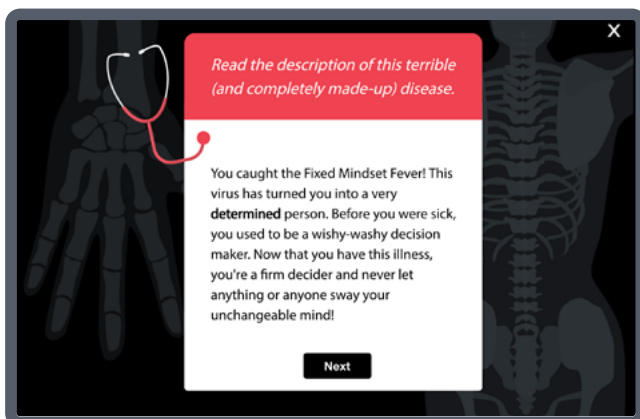 X
Read the description of this terrible
(and completely made-up) disease.
You caught the Fixed Mindset Fever! This
virus has turned you into a very
determined person. Before you were sick,
you used to be a wishy-washy decision
maker. Now that you have this illness,
you're a firm decider and never let
anything or anyone sway your
unchangeable mind!
Next